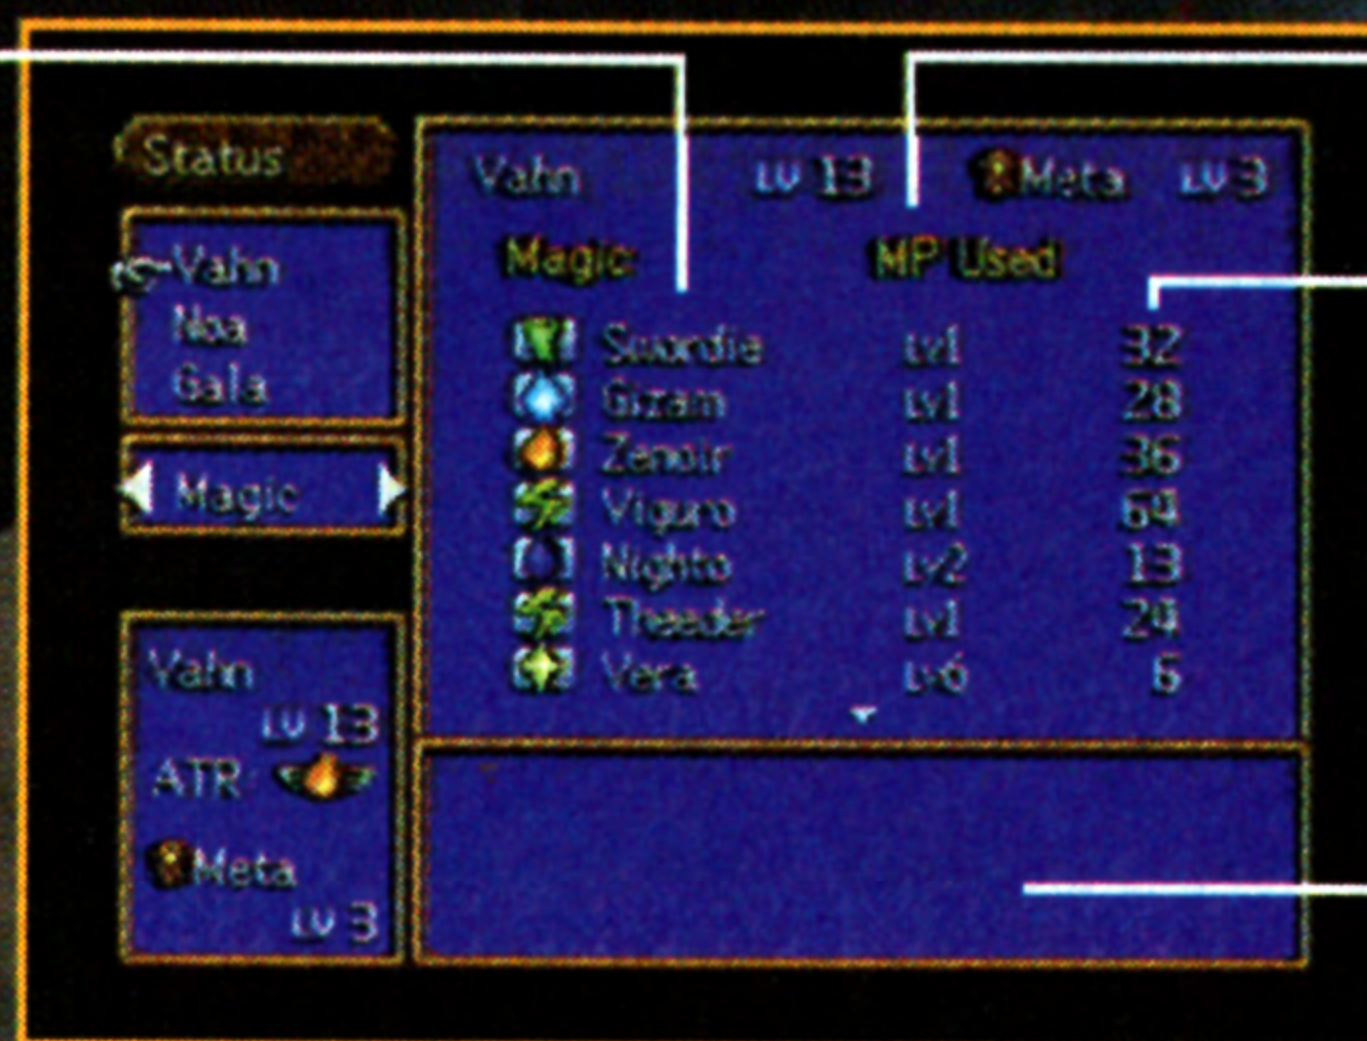 Status
Vahn
Noa
Gala
Magic
Vahn
LV 13
ATR
Meta
LV 3
Vahn LV 13 Meta LV 3
Magic MP Used
Swordie Lv1 32
Gizam Lv1 28
Zenoir Lv1 36
Viguro Lv1 64
Nighto Lv2 13
Theeder Lv1 24
Vera Lv6 6